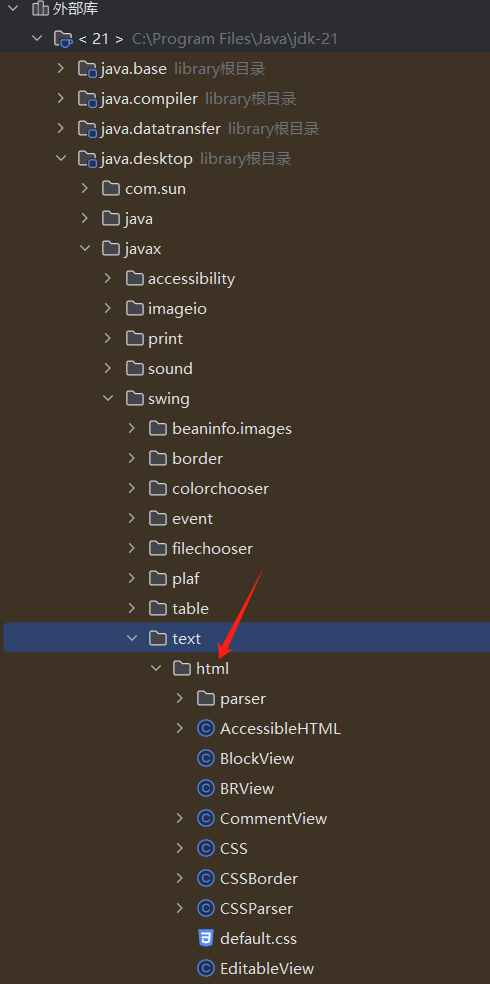 外部库
< 21 > C:\Program Files\Java\jdk-21
java.base library根目录
java.compiler library根目录
java.datatransfer library根目录
java.desktop library根目录
com.sun
java
javax
accessibility
imageio
print
sound
swing
beaninfo.images
border
colorchooser
event
filechooser
plaf
table
text
html
parser
AccessibleHTML
BlockView
BRView
CommentView
CSS
CSSBorder
CSSParser
default.css
EditableView